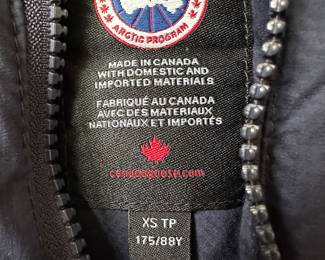 ARCTIC PROGRAM
MADE IN CANADA
WITH DOMESTIC AND
IMPORTED MATERIALS
FABRIQUÉ AU CANADA
AVEC DES MATERIAUX
NATIONAUX ET IMPORTÉS
canadagoose.com
XS TP
175/88Y